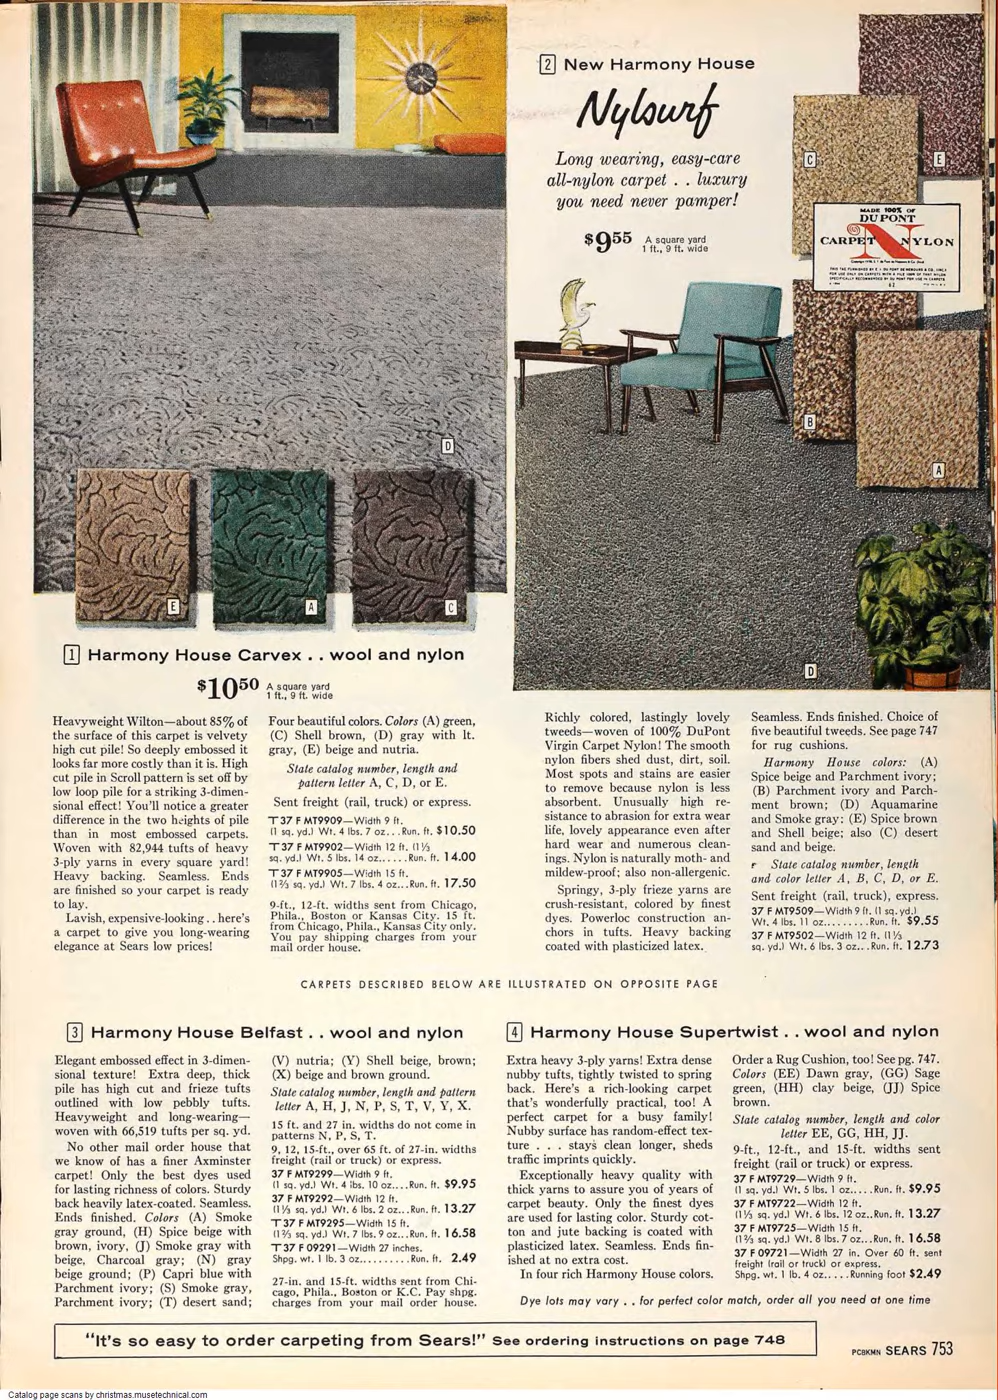 2 New Harmony House
Nylsurf
Long wearing, easy-care
all-nylon carpet . . luxury
you need never pamper!
$9.55 A square yard
1 ft., 9 ft. wide
C
E
MADE 100% OF
DU PONT
CARPET NYLON
B
A
D
D
E
A
C
1 Harmony House Carvex . . wool and nylon
$10.50 A square yard
1 ft., 9 ft. wide
Heavyweight Wilton—about 85% of
the surface of this carpet is velvety
high cut pile! So deeply embossed it
looks far more costly than it is. High
cut pile in Scroll pattern is set off by
low loop pile for a striking 3-dimen-
sional effect! You'll notice a greater
difference in the two heights of pile
than in most embossed carpets.
Woven with 82,944 tufts of heavy
3-ply yarns in every square yard!
Heavy backing. Seamless. Ends
are finished so your carpet is ready
to lay.
Lavish, expensive-looking . . here's
a carpet to give you long-wearing
elegance at Sears low prices!
Four beautiful colors. Colors (A) green,
(C) Shell brown, (D) gray with lt.
gray, (E) beige and nutria.
State catalog number, length and
pattern letter A, C, D, or E.
Sent freight (rail, truck) or express.
T 37 F MT9909—Width 9 ft.
(1 sq. yd.) Wt. 4 lbs. 7 oz...Run. ft. $10.50
T 37 F MT9902—Width 12 ft. (1⅓
sq. yd.) Wt. 5 lbs. 14 oz......Run. ft. 14.00
T 37 F MT9905—Width 15 ft.
(1⅔ sq. yd.) Wt. 7 lbs. 4 oz...Run. ft. 17.50
9-ft., 12-ft. widths sent from Chicago,
Phila., Boston or Kansas City. 15 ft.
from Chicago, Phila., Kansas City only.
You pay shipping charges from your
mail order house.
Richly colored, lastingly lovely
tweeds—woven of 100% DuPont
Virgin Carpet Nylon! The smooth
nylon fibers shed dust, dirt, soil.
Most spots and stains are easier
to remove because nylon is less
absorbent. Unusually high re-
sistance to abrasion for extra wear
life, lovely appearance even after
hard wear and numerous clean-
ings. Nylon is naturally moth- and
mildew-proof; also non-allergenic.
Springy, 3-ply frieze yarns are
crush-resistant, colored by finest
dyes. Powerloc construction an-
chors in tufts. Heavy backing
coated with plasticized latex.
Seamless. Ends finished. Choice of
five beautiful tweeds. See page 747
for rug cushions.
Harmony House colors: (A)
Spice beige and Parchment ivory;
(B) Parchment ivory and Parch-
ment brown; (D) Aquamarine
and Smoke gray: (E) Spice brown
and Shell beige; also (C) desert
sand and beige.
State catalog number, length
and color letter A, B, C, D, or E.
Sent freight (rail, truck), express.
37 F MT9509—Width 9 ft. (1 sq. yd.)
Wt. 4 lbs. 11 oz.........Run. ft. $9.55
37 F MT9502—Width 12 ft. (1⅓
sq. yd.) Wt. 6 lbs. 3 oz...Run. ft. 12.73
CARPETS DESCRIBED BELOW ARE ILLUSTRATED ON OPPOSITE PAGE
3 Harmony House Belfast . . wool and nylon
Elegant embossed effect in 3-dimen-
sional texture! Extra deep, thick
pile has high cut and frieze tufts
outlined with low pebbly tufts.
Heavyweight and long-wearing—
woven with 66,519 tufts per sq. yd.
No other mail order house that
we know of has a finer Axminster
carpet! Only the best dyes used
for lasting richness of colors. Sturdy
back heavily latex-coated. Seamless.
Ends finished. Colors (A) Smoke
gray ground, (H) Spice beige with
brown, ivory, (J) Smoke gray with
beige, Charcoal gray; (N) gray
beige ground; (P) Capri blue with
Parchment ivory; (S) Smoke gray,
Parchment ivory; (T) desert sand;
(V) nutria; (Y) Shell beige, brown;
(X) beige and brown ground.
State catalog number, length and pattern
letter A, H, J, N, P, S, T, V, Y, X.
15 ft. and 27 in. widths do not come in
patterns N, P, S, T.
9, 12, 15-ft., over 65 ft. of 27-in. widths
freight (rail or truck) or express.
37 F MT9299—Width 9 ft.
(1 sq. yd.) Wt. 4 lbs. 10 oz....Run. ft. $9.95
37 F MT9292—Width 12 ft.
(1⅓ sq. yd.) Wt. 6 lbs. 2 oz...Run. ft. 13.27
T 37 F MT9295—Width 15 ft.
(1⅔ sq. yd.) Wt. 7 lbs. 9 oz...Run. ft. 16.58
T 37 F 09291—Width 27 inches.
Shpg. wt. 1 lb. 3 oz..........Run. ft. 2.49
27-in. and 15-ft. widths sent from Chi-
cago, Phila., Boston or K.C. Pay shpg.
charges from your mail order house.
4 Harmony House Supertwist . . wool and nylon
Extra heavy 3-ply yarns! Extra dense
nubby tufts, tightly twisted to spring
back. Here's a rich-looking carpet
that's wonderfully practical, too! A
perfect carpet for a busy family!
Nubby surface has random-effect tex-
ture . . . stays clean longer, sheds
traffic imprints quickly.
Exceptionally heavy quality with
thick yarns to assure you of years of
carpet beauty. Only the finest dyes
are used for lasting color. Sturdy cot-
ton and jute backing is coated with
plasticized latex. Seamless. Ends fin-
ished at no extra cost.
In four rich Harmony House colors.
Order a Rug Cushion, too! See pg. 747.
Colors (EE) Dawn gray, (GG) Sage
green, (HH) clay beige, (JJ) Spice
brown.
State catalog number, length and color
letter EE, GG, HH, JJ.
9-ft., 12-ft., and 15-ft. widths sent
freight (rail or truck) or express.
37 F MT9729—Width 9 ft.
(1 sq. yd.) Wt. 5 lbs. 1 oz.....Run. ft. $9.95
37 F MT9722—Width 12 ft.
(1⅓ sq. yd.) Wt. 6 lbs. 12 oz..Run. ft. 13.27
37 F MT9725—Width 15 ft.
(1⅔ sq. yd.) Wt. 8 lbs. 7 oz...Run. ft. 16.58
37 F 09721—Width 27 in. Over 60 ft. sent
freight (rail or truck) or express.
Shpg. wt. 1 lb. 4 oz.....Running foot $2.49
Dye lots may vary . . for perfect color match, order all you need at one time
"It's so easy to order carpeting from Sears!" See ordering instructions on page 748
PCBKMN SEARS 753
Catalog page scans by christmas.musetechnical.com